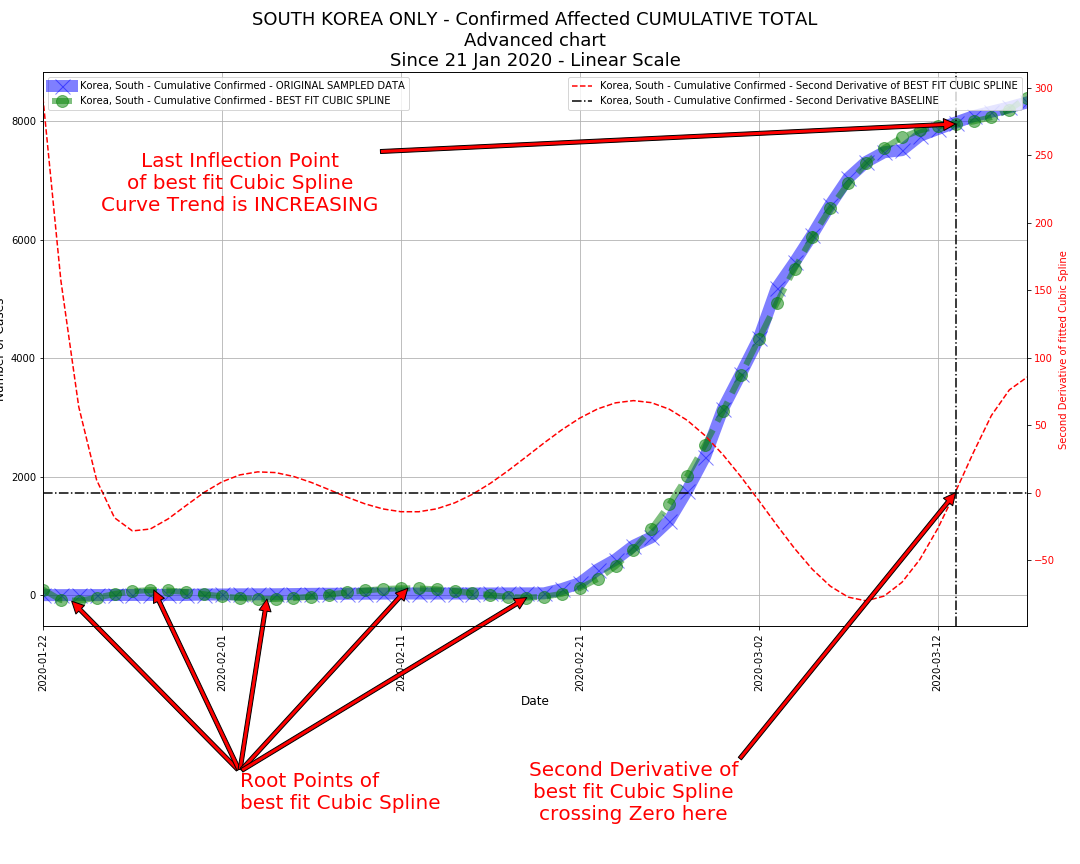 SOUTH KOREA ONLY - Confirmed Affected CUMULATIVE TOTAL
Advanced chart
Since 21 Jan 2020 - Linear Scale
Korea, South - Cumulative Confirmed - ORIGINAL SAMPLED DATA
Korea, South - Cumulative Confirmed - BEST FIT CUBIC SPLINE
Korea, South - Cumulative Confirmed - Second Derivative of BEST FIT CUBIC SPLINE
Korea, South - Cumulative Confirmed - Second Derivative BASELINE
Last Inflection Point
of best fit Cubic Spline
Curve Trend is INCREASING
8000
6000
4000
2000
0
300
250
200
150
100
50
0
−50
Second Derivative of fitted Cubic Spline
2020-01-22
2020-02-01
2020-02-11
2020-02-21
2020-03-02
2020-03-12
Date
Root Points of
best fit Cubic Spline
Second Derivative of
best fit Cubic Spline
crossing Zero here